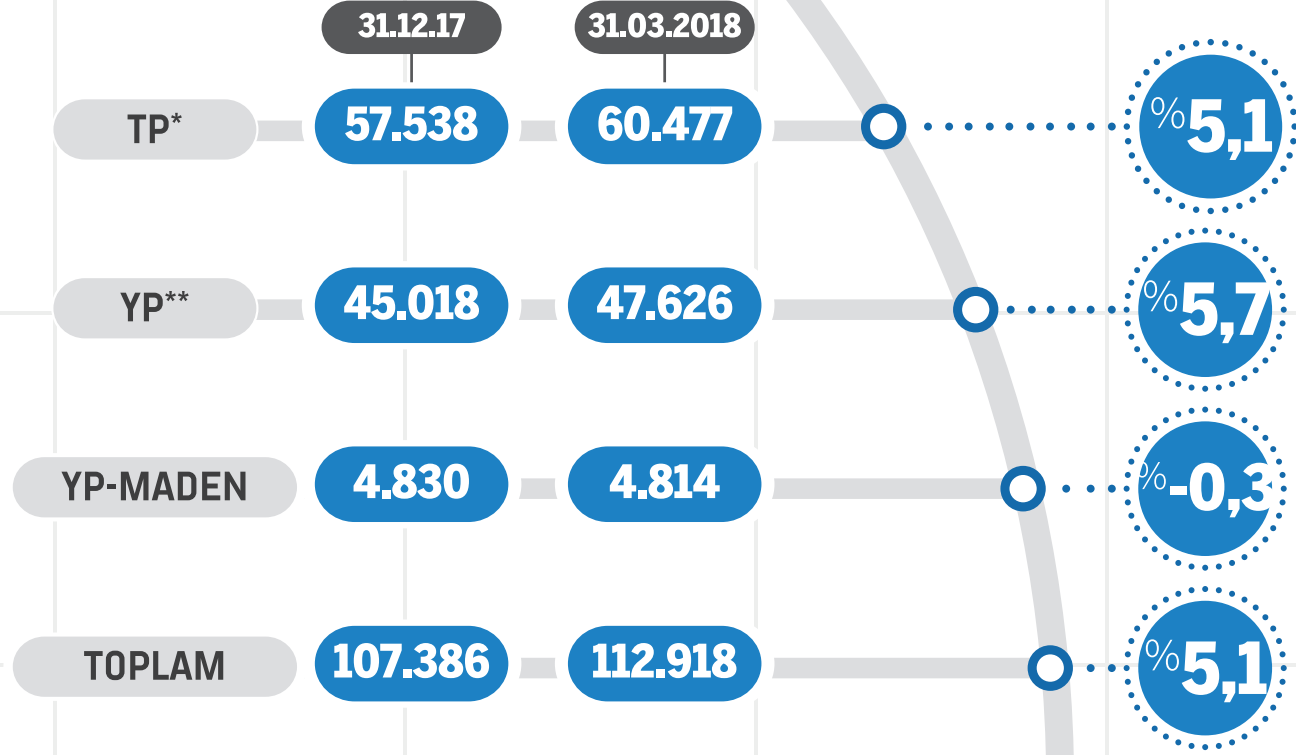 31.12.17 31.03.2018
TP* 57.538 60.477 %5,1
YP** 45.018 47.626 %5,7
YP-MADEN 4.830 4.814 %-0,3
TOPLAM 107.386 112.918 %5,1